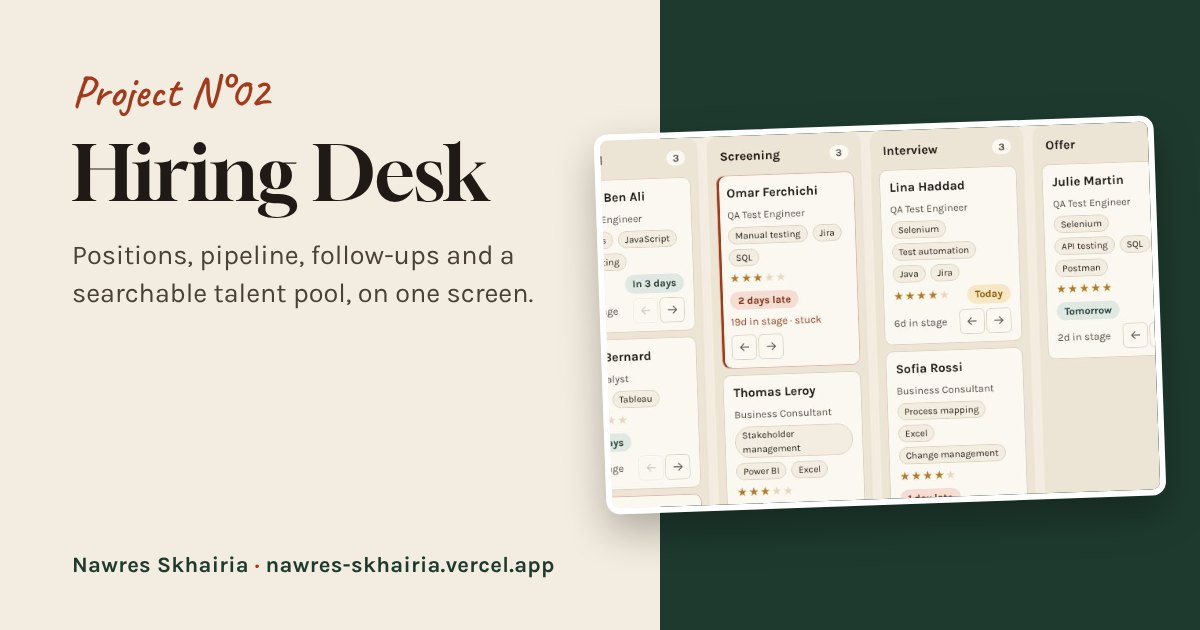 Project N°02
Hiring Desk
Positions, pipeline, follow-ups and a
searchable talent pool, on one screen.
Nawres Skhairia · nawres-skhairia.vercel.app
3
Ben Ali
Engineer
JavaScript
In 3 days
← →
Bernard
Tableau
← →
Screening 3
Omar Ferchichi
QA Test Engineer
Manual testing Jira
SQL
★★★★★
2 days late
19d in stage · stuck
← →
Thomas Leroy
Business Consultant
Stakeholder
management
Power BI Excel
★★★★★
Interview 3
Lina Haddad
QA Test Engineer
Selenium
Test automation
Java Jira
★★★★★ Today
6d in stage ← →
Sofia Rossi
Business Consultant
Process mapping
Excel
Change management
★★★★★
Offer
Julie Martin
QA Test Engineer
Selenium
API testing SQL
Postman
★★★★★
Tomorrow
2d in stage ←